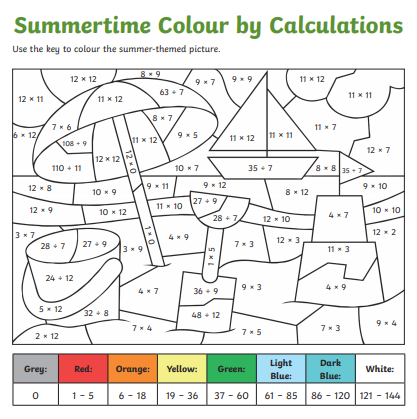 Summertime Colour by Calculations
Use the key to colour the summer-themed picture.
12 × 12
8 × 9
9 × 7
9 × 9
11 × 12
12 × 11
11 × 12
63 ÷ 7
11 × 11
6 × 12
7 × 6
8 × 7
11 × 7
108 ÷ 9
11 × 12
9 × 5
11 × 12
11 × 11
12 × 7
110 ÷ 11
12 × 12
12 × 0
10 × 7
35 ÷ 7
8 × 8
35 ÷ 7
12 × 8
10 × 9
9 × 11
9 × 12
8 × 12
9 × 10
12 × 9
10 × 12
11 × 10
27 ÷ 9
28 ÷ 7
12 × 10
4 × 7
10 × 10
3 × 7
28 ÷ 7
27 ÷ 9
3 × 9
1 × 0
4 × 9
7 × 3
12 × 3
11 × 3
12 × 2
24 ÷ 12
1 × 5
4 × 7
36 ÷ 9
9 × 3
4 × 9
5 × 12
32 ÷ 8
48 ÷ 12
2 × 12
7 × 4
7 × 5
7 × 3
9 × 4
Grey: Red: Orange: Yellow: Green: Light Blue: Dark Blue: White:
0 1 – 5 6 – 18 19 – 36 37 – 60 61 – 85 86 – 120 121 – 144